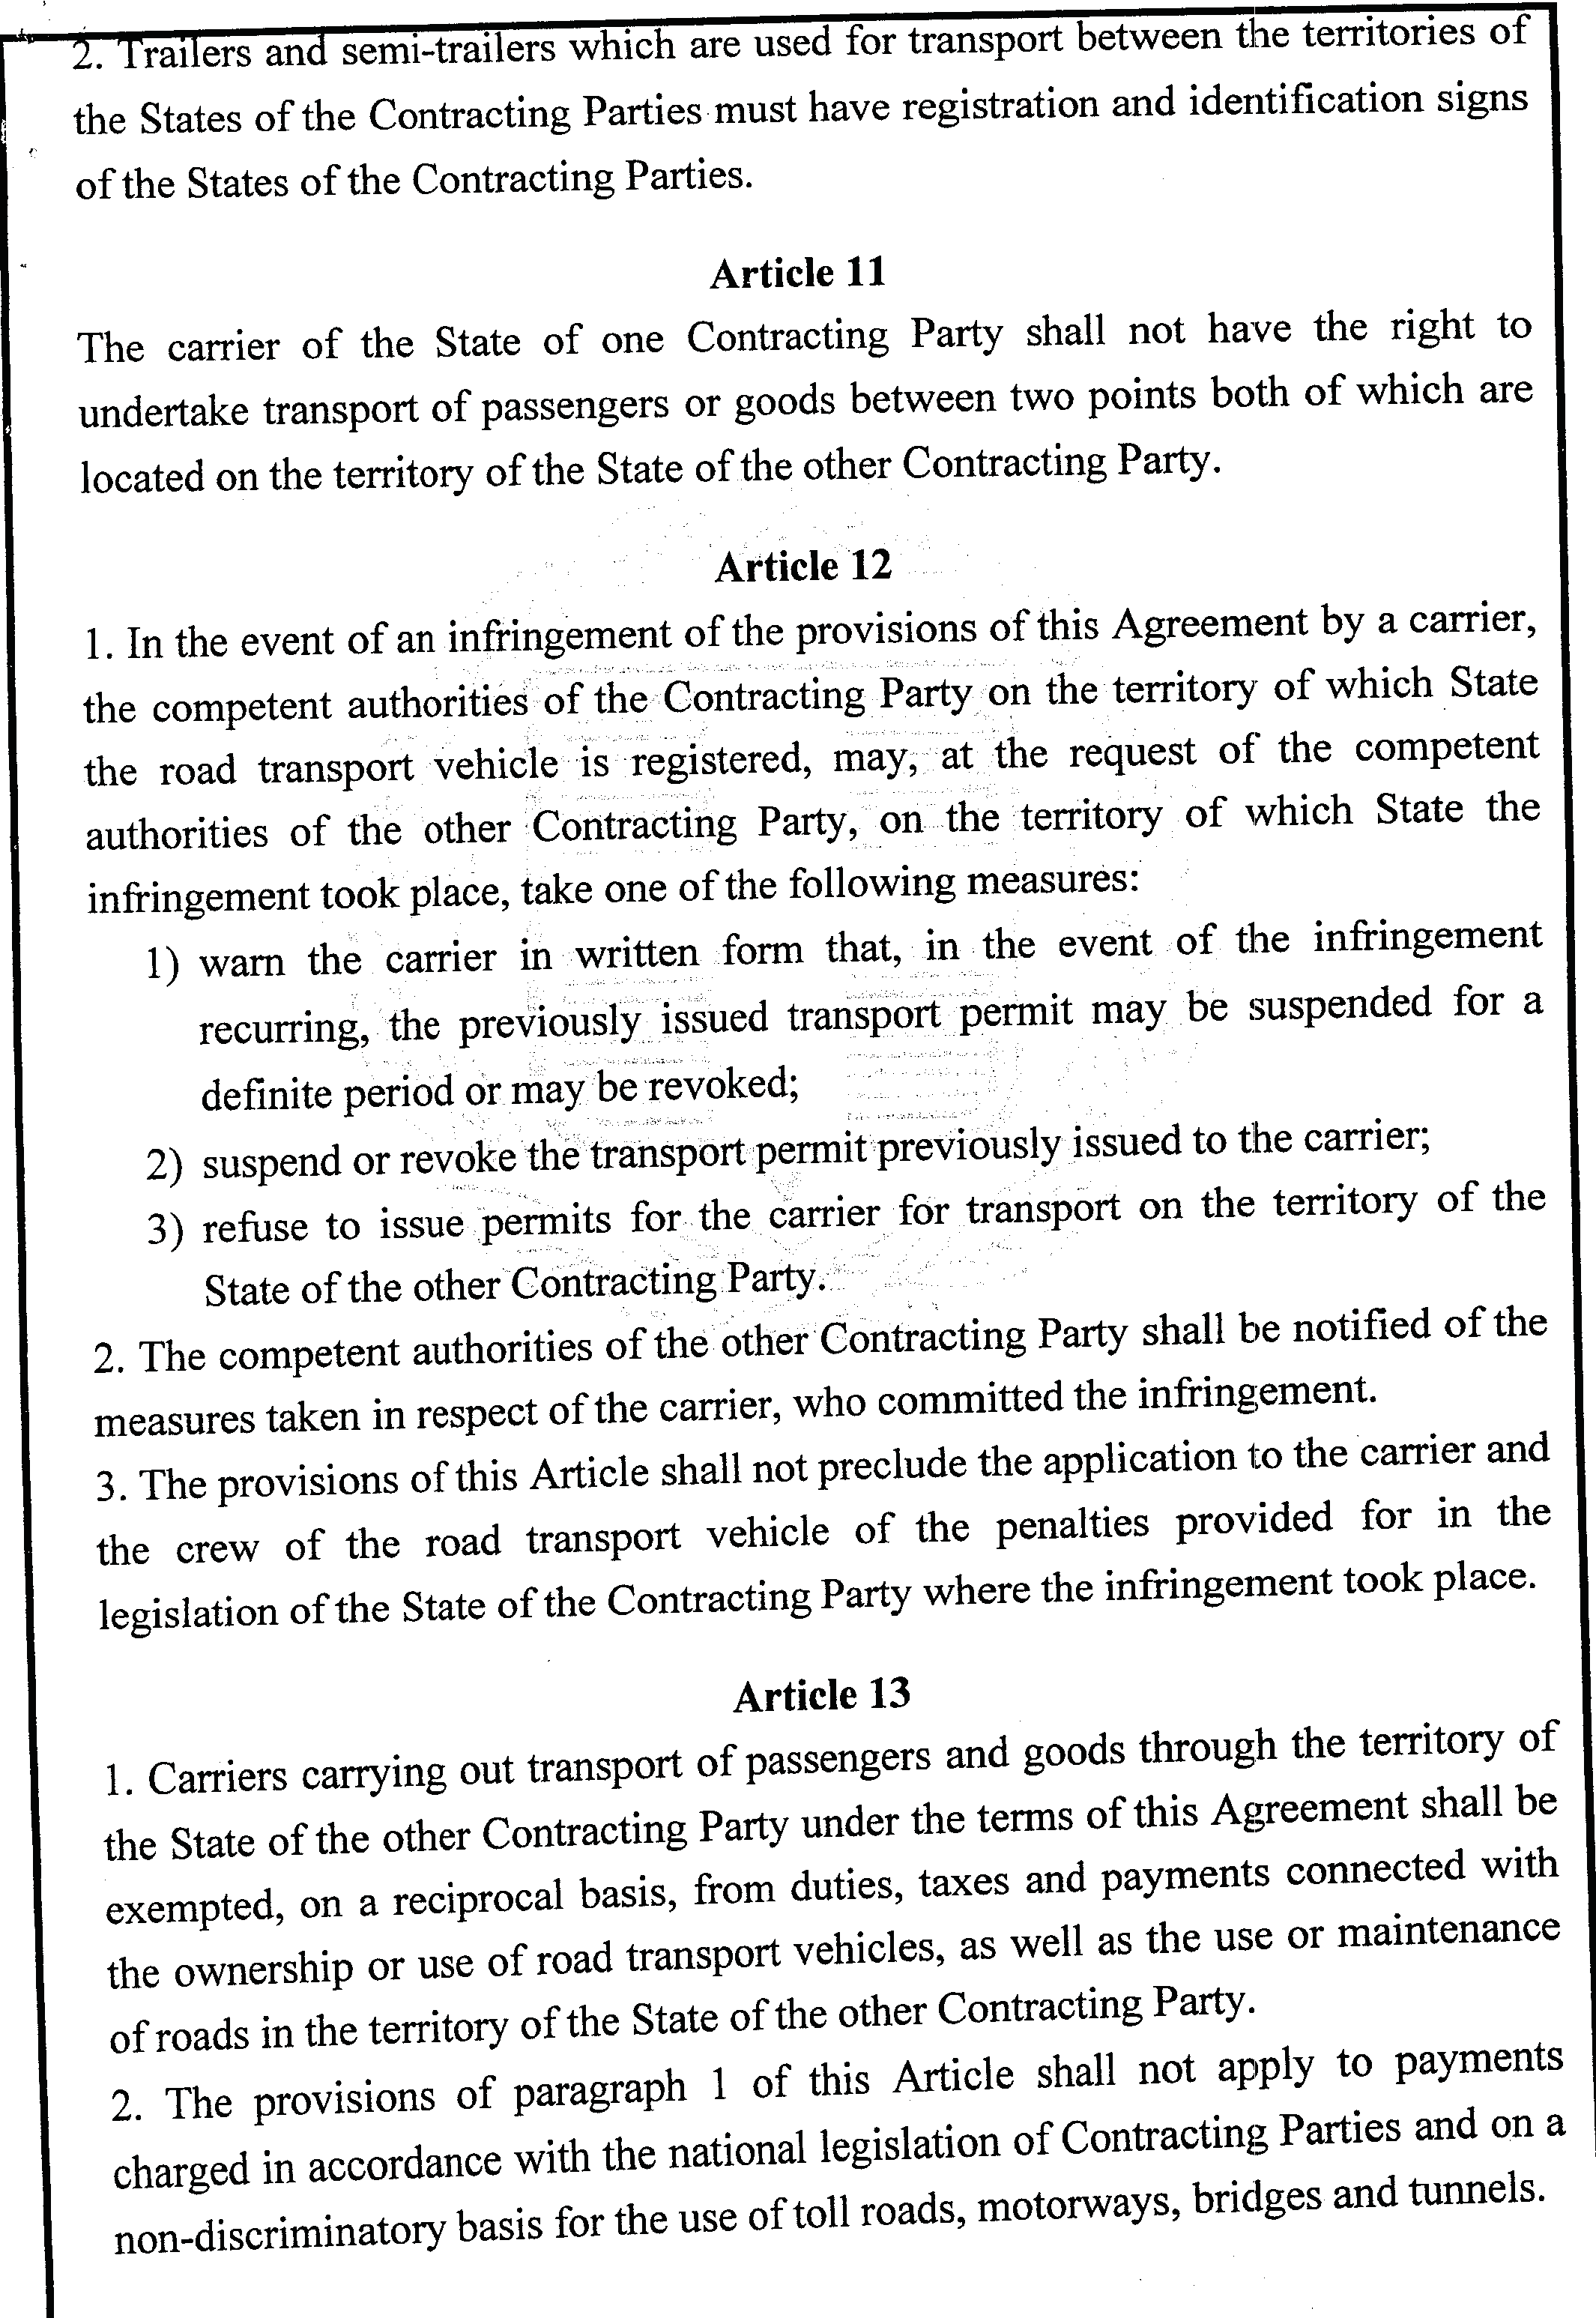 2. Trailers and semi-trailers which are used for transport between the territories of
the States of the Contracting Parties must have registration and identification signs
of the States of the Contracting Parties.
Article 11
The carrier of the State of one Contracting Party shall not have the right to
undertake transport of passengers or goods between two points both of which are
located on the territory of the State of the other Contracting Party.
Article 12
1. In the event of an infringement of the provisions of this Agreement by a carrier,
the competent authorities of the Contracting Party on the territory of which State
the road transport vehicle is registered, may, at the request of the competent
authorities of the other Contracting Party, on the territory of which State the
infringement took place, take one of the following measures:
1) warn the carrier in written form that, in the event of the infringement
recurring, the previously issued transport permit may be suspended for a
definite period or may be revoked;
2) suspend or revoke the transport permit previously issued to the carrier;
3) refuse to issue permits for the carrier for transport on the territory of the
State of the other Contracting Party.
2. The competent authorities of the other Contracting Party shall be notified of the
measures taken in respect of the carrier, who committed the infringement.
3. The provisions of this Article shall not preclude the application to the carrier and
the crew of the road transport vehicle of the penalties provided for in the
legislation of the State of the Contracting Party where the infringement took place.
Article 13
1. Carriers carrying out transport of passengers and goods through the territory of
the State of the other Contracting Party under the terms of this Agreement shall be
exempted, on a reciprocal basis, from duties, taxes and payments connected with
the ownership or use of road transport vehicles, as well as the use or maintenance
of roads in the territory of the State of the other Contracting Party.
2. The provisions of paragraph 1 of this Article shall not apply to payments
charged in accordance with the national legislation of Contracting Parties and on a
non-discriminatory basis for the use of toll roads, motorways, bridges and tunnels.